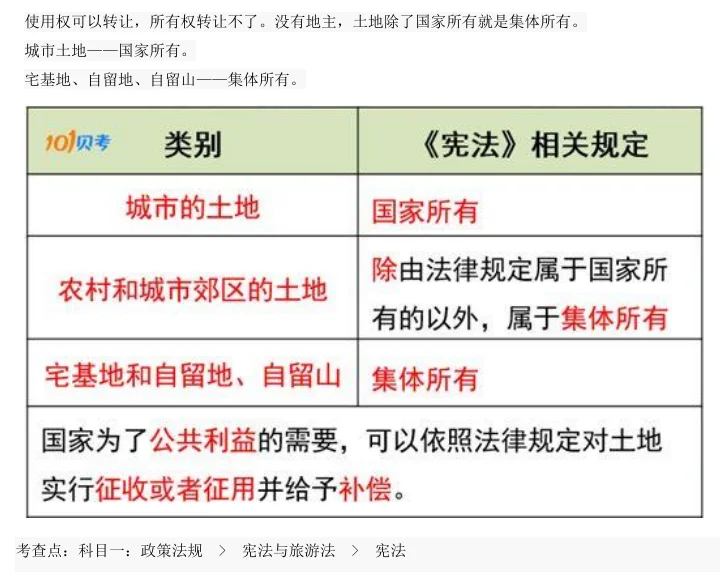 使用权可以转让，所有权转让不了。没有地主，土地除了国家所有就是集体所有。
城市土地——国家所有。
宅基地、自留地、自留山——集体所有。
101贝考 类别 《宪法》相关规定
城市的土地 国家所有
农村和城市郊区的土地 除由法律规定属于国家所
有的以外，属于集体所有
宅基地和自留地、自留山 集体所有
国家为了公共利益的需要，可以依照法律规定对土地
实行征收或者征用并给予补偿。
考查点：科目一：政策法规 > 宪法与旅游法 > 宪法